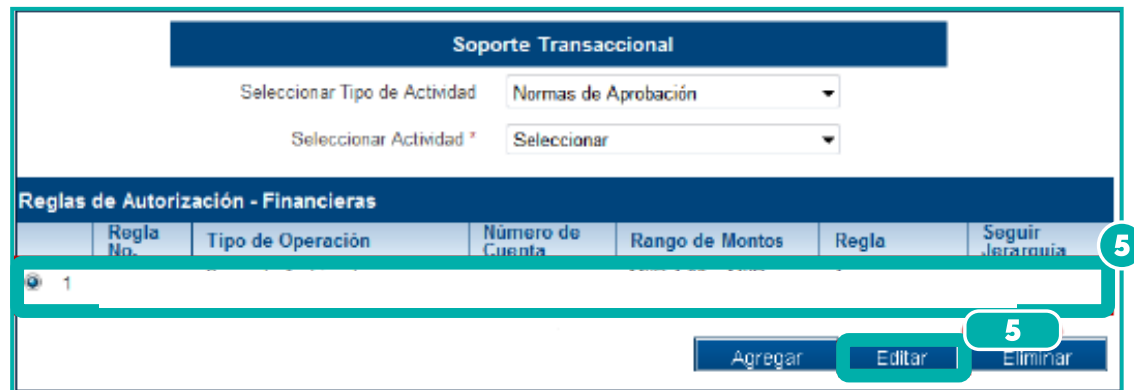 Soporte Transaccional
Seleccionar Tipo de Actividad Normas de Aprobación
Seleccionar Actividad * Seleccionar
Reglas de Autorización - Financieras
Regla No. Tipo de Operación Número de Cuenta Rango de Montos Regla Seguir Jerarquía
5
1
5
Agregar Editar Eliminar